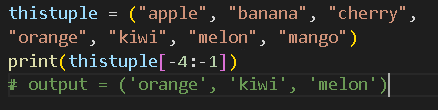 thistuple = ("apple", "banana", "cherry",
"orange", "kiwi", "melon", "mango")
print(thistuple[-4:-1])
# output = ('orange', 'kiwi', 'melon')